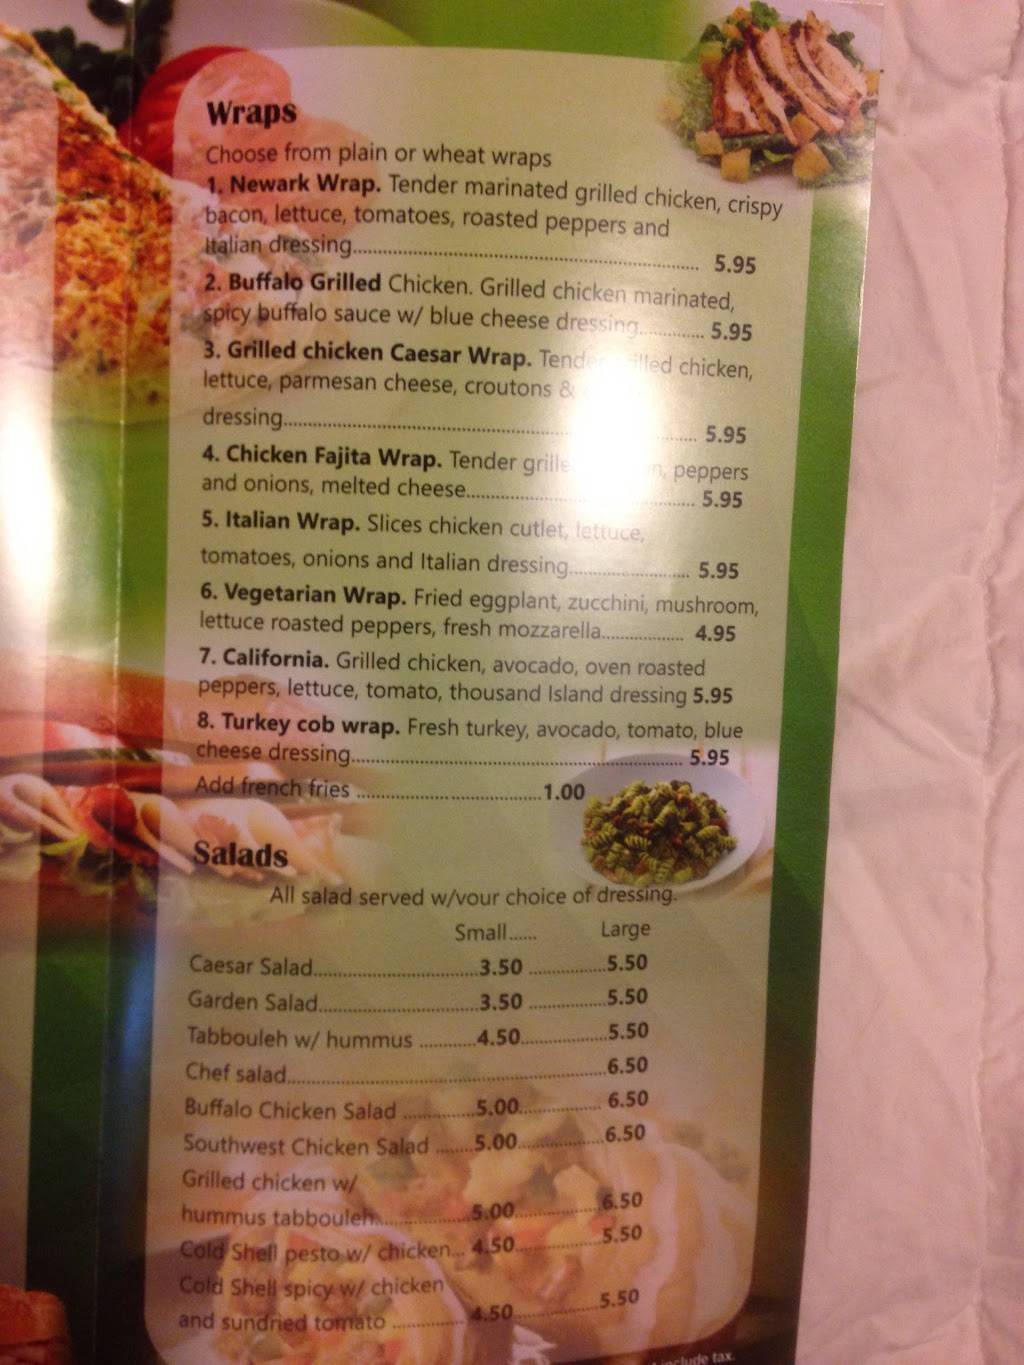 Wraps
Choose from plain or wheat wraps
1. Newark Wrap. Tender marinated grilled chicken, crispy
bacon, lettuce, tomatoes, roasted peppers and
Italian dressing.......... 5.95
2. Buffalo Grilled Chicken. Grilled chicken marinated,
spicy buffalo sauce w/ blue cheese dressing............ 5.95
3. Grilled chicken Caesar Wrap. chicken,
lettuce, parmesan cheese, croutons &
dressing.......... 5.95
4. Chicken Fajita Wrap. Tender peppers
and onions, melted cheese.......... 5.95
5. Italian Wrap. Slices chicken cutlet, lettuce,
tomatoes, onions and Italian dressing.......... 5.95
6. Vegetarian Wrap. Fried eggplant, zucchini, mushroom,
lettuce roasted peppers, fresh mozzarella.......... 4.95
7. California. Grilled chicken, avocado, oven roasted
peppers, lettuce, tomato, thousand Island dressing 5.95
8. Turkey cob wrap. Fresh turkey, avocado, tomato, blue
cheese dressing.......... 5.95
Add french fries ..........1.00
Salads
All salad served w/vour choice of dressing.
Small...... Large
Caesar Salad..........3.50 ..........5.50
Garden Salad..........3.50 ..........5.50
Tabbouleh w/ hummus ..........4.50..........5.50
Chef salad..........6.50
Buffalo Chicken Salad ..........5.00.......... 6.50
Southwest Chicken Salad .......5.00..........6.50
Grilled chicken w/
hummus tabbouleh..........5.00..........6.50
Cold Shell pesto w/ chicken... 4.50..........5.50
Cold Shell spicy w/ chicken
and sundried tomato .......... 4.50..........5.50
include tax.